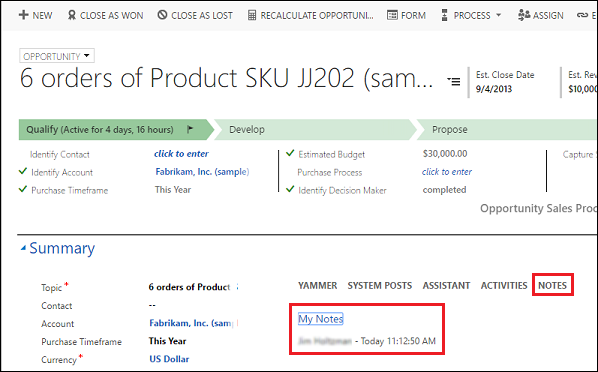 NEW CLOSE AS WON CLOSE AS LOST RECALCULATE OPPORTUNI... FORM PROCESS ASSIGN
OPPORTUNITY
6 orders of Product SKU JJ202 (sam...
Est. Close Date
9/4/2013
Est. Rev
$10,000
Qualify (Active for 4 days, 16 hours) Develop Propose
Identify Contact click to enter
Identify Account Fabrikam, Inc. (sample)
Purchase Timeframe This Year
Estimated Budget $30,000.00
Purchase Process click to enter
Identify Decision Maker completed
Capture
Opportunity Sales Proc
Summary
Topic * 6 orders of Product
Contact --
Account Fabrikam, Inc. (sample)
Purchase Timeframe This Year
Currency * US Dollar
YAMMER SYSTEM POSTS ASSISTANT ACTIVITIES NOTES
My Notes
- Today 11:12:50 AM